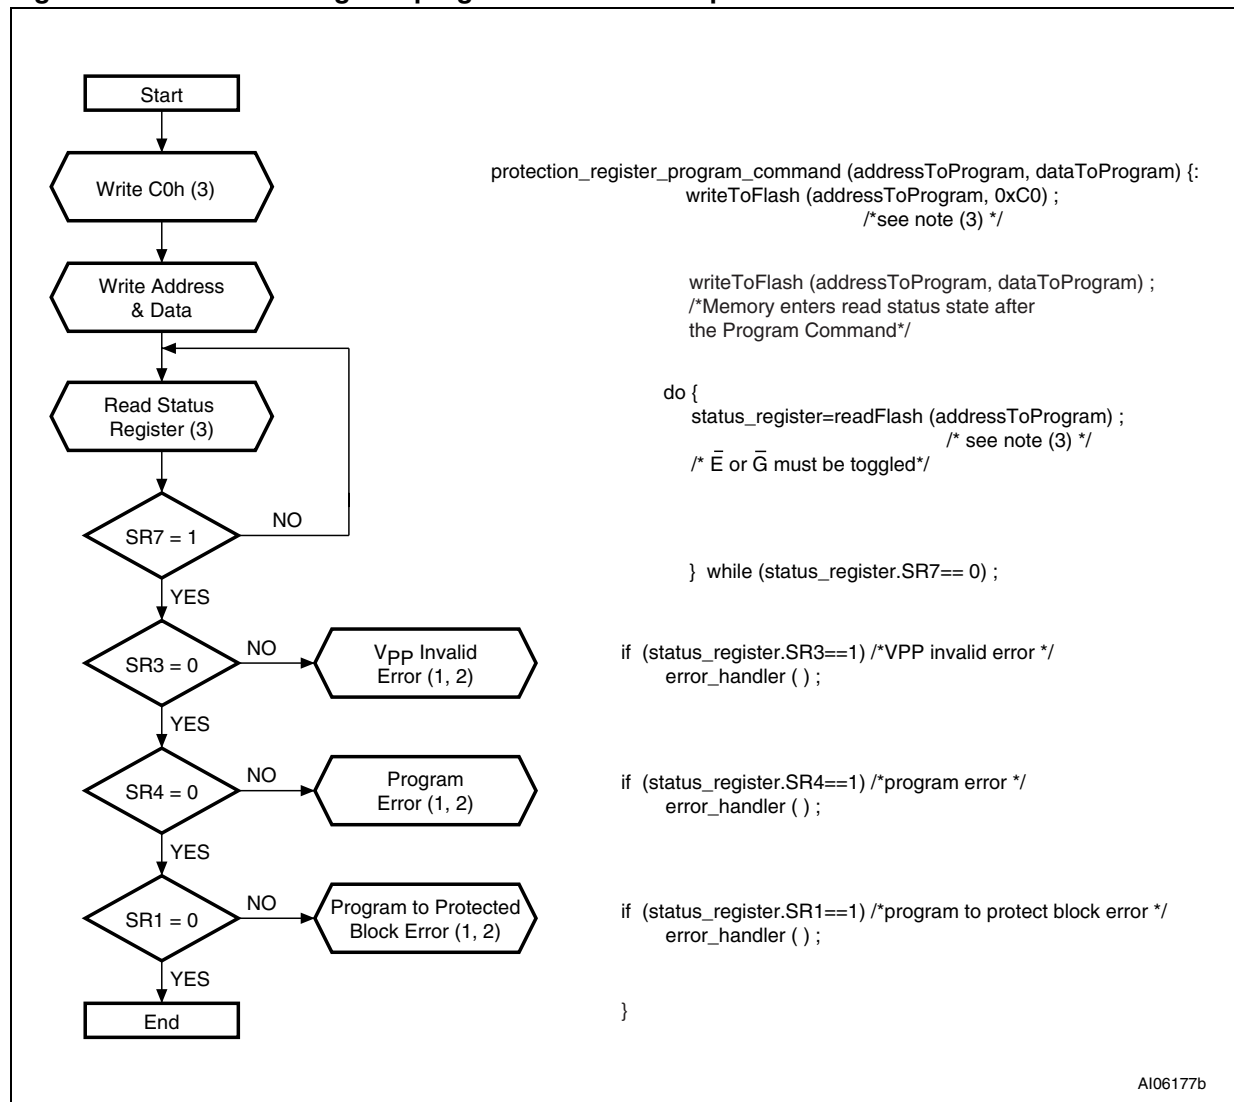 Start
Write C0h (3)
Write Address
& Data
Read Status
Register (3)
SR7 = 1
NO
YES
SR3 = 0
NO
VPP Invalid
Error (1, 2)
YES
SR4 = 0
NO
Program
Error (1, 2)
YES
SR1 = 0
NO
Program to Protected
Block Error (1, 2)
YES
End
protection_register_program_command (addressToProgram, dataToProgram) {:
writeToFlash (addressToProgram, 0xC0) ;
/*see note (3) */
writeToFlash (addressToProgram, dataToProgram) ;
/*Memory enters read status state after
the Program Command*/
do {
status_register=readFlash (addressToProgram) ;
/* see note (3) */
/* E̅ or G̅ must be toggled*/
} while (status_register.SR7== 0) ;
if (status_register.SR3==1) /*VPP invalid error */
error_handler ( ) ;
if (status_register.SR4==1) /*program error */
error_handler ( ) ;
if (status_register.SR1==1) /*program to protect block error */
error_handler ( ) ;
}
AI06177b